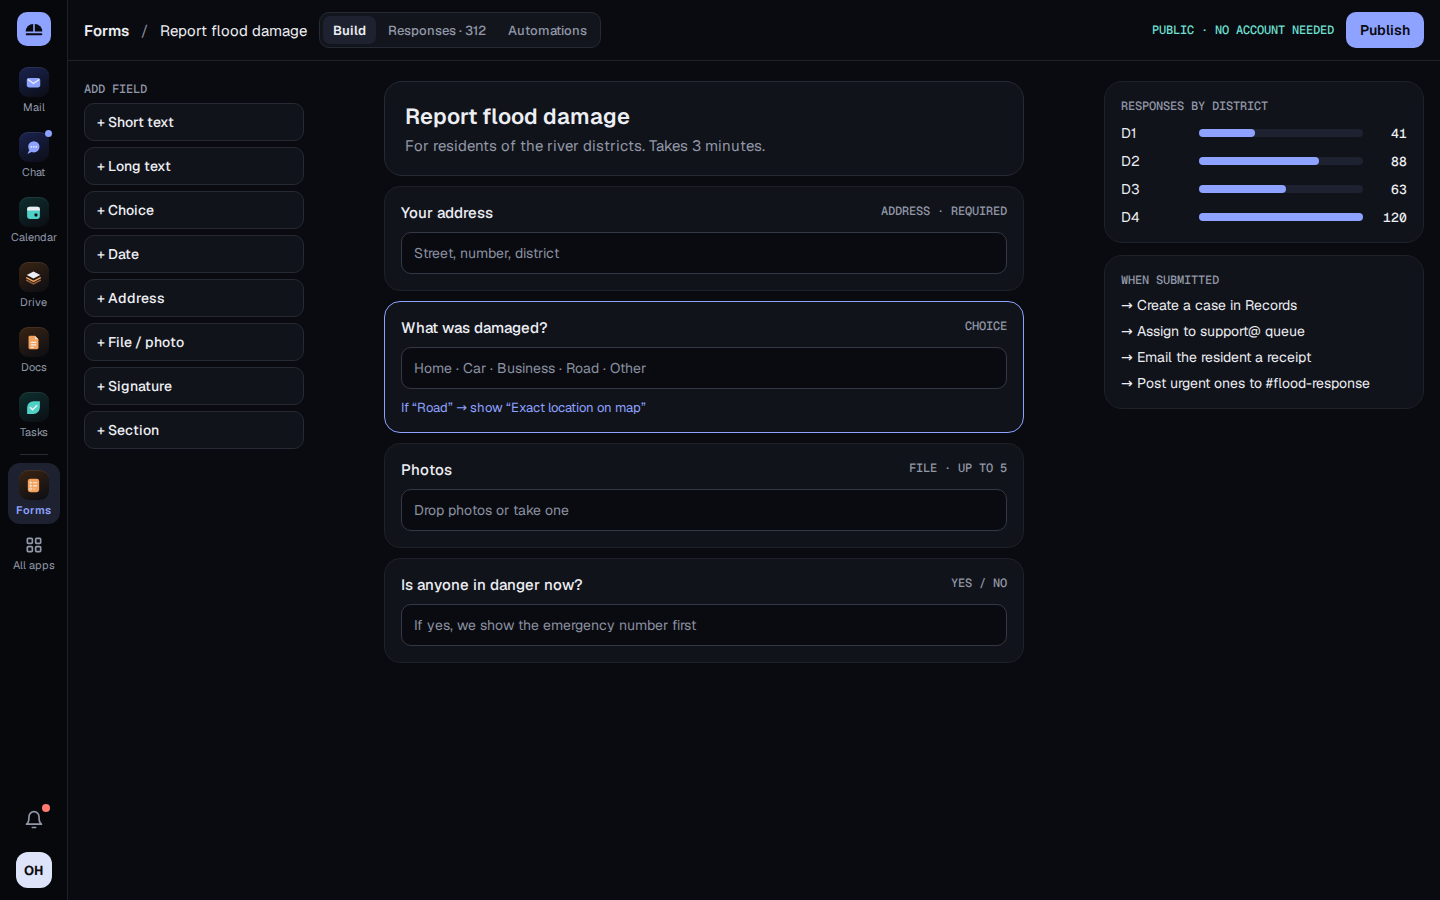 Forms / Report flood damage
Build
Responses · 312
Automations
PUBLIC · NO ACCOUNT NEEDED
Publish
Mail
Chat
Calendar
Drive
Docs
Tasks
Forms
All apps
OH
ADD FIELD
+ Short text
+ Long text
+ Choice
+ Date
+ Address
+ File / photo
+ Signature
+ Section
Report flood damage
For residents of the river districts. Takes 3 minutes.
Your address
ADDRESS · REQUIRED
Street, number, district
What was damaged?
CHOICE
Home · Car · Business · Road · Other
If “Road” → show “Exact location on map”
Photos
FILE · UP TO 5
Drop photos or take one
Is anyone in danger now?
YES / NO
If yes, we show the emergency number first
RESPONSES BY DISTRICT
D1 41
D2 88
D3 63
D4 120
WHEN SUBMITTED
→ Create a case in Records
→ Assign to support@ queue
→ Email the resident a receipt
→ Post urgent ones to #flood-response